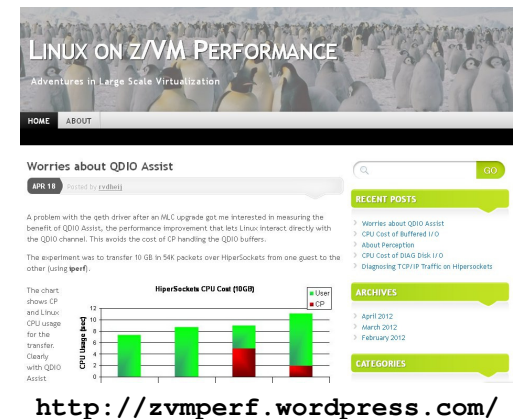 LINUX ON Z/VM PERFORMANCE
Adventures in Large Scale Virtualization
HOME ABOUT
Worries about QDIO Assist
APR 18 Posted by rvdheij
A problem with the qeth driver after an MLC upgrade got me interested in measuring the
benefit of QDIO Assist, the performance improvement that lets Linux interact directly with
the QDIO channel. This avoids the cost of CP handling the QDIO buffers.
The experiment was to transfer 10 GB in 54K packets over HiperSockets from one guest to the
other (using iperf).
The chart
shows CP
and Linux
CPU usage
for the
transfer.
Clearly
with QDIO
Assist
HiperSockets CPU Cost (10GB)
User
CP
CPU Usage (sec)
12
10
8
6
4
2
0
GO
RECENT POSTS
Worries about QDIO Assist
CPU Cost of Buffered I/O
About Perception
CPU Cost of DIAG Disk I/O
Diagnosing TCP/IP Traffic on Hipersockets
ARCHIVES
April 2012
March 2012
February 2012
CATEGORIES
http://zvmperf.wordpress.com/